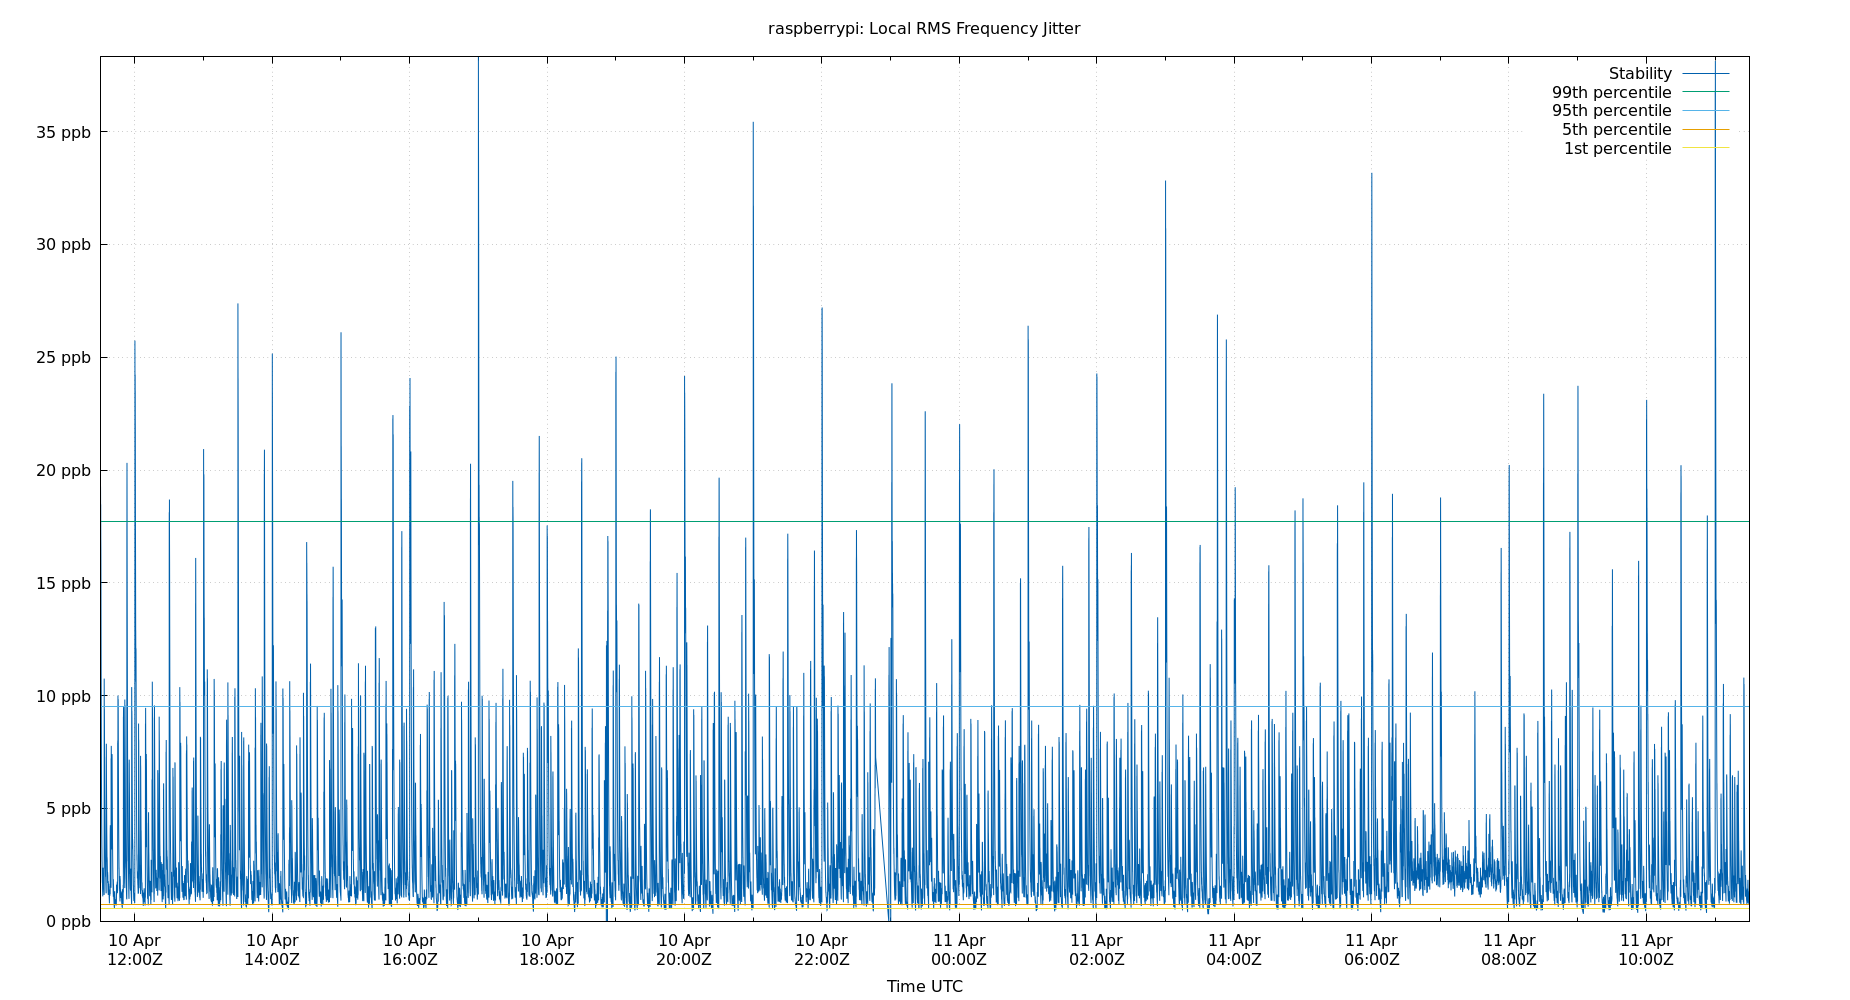 raspberrypi: Local RMS Frequency Jitter
Stability
99th percentile
95th percentile
5th percentile
1st percentile
35 ppb
30 ppb
25 ppb
20 ppb
15 ppb
10 ppb
5 ppb
0 ppb
10 Apr 10 Apr 10 Apr 10 Apr 10 Apr 10 Apr 11 Apr 11 Apr 11 Apr 11 Apr 11 Apr 11 Apr
12:00Z 14:00Z 16:00Z 18:00Z 20:00Z 22:00Z 00:00Z 02:00Z 04:00Z 06:00Z 08:00Z 10:00Z
Time UTC